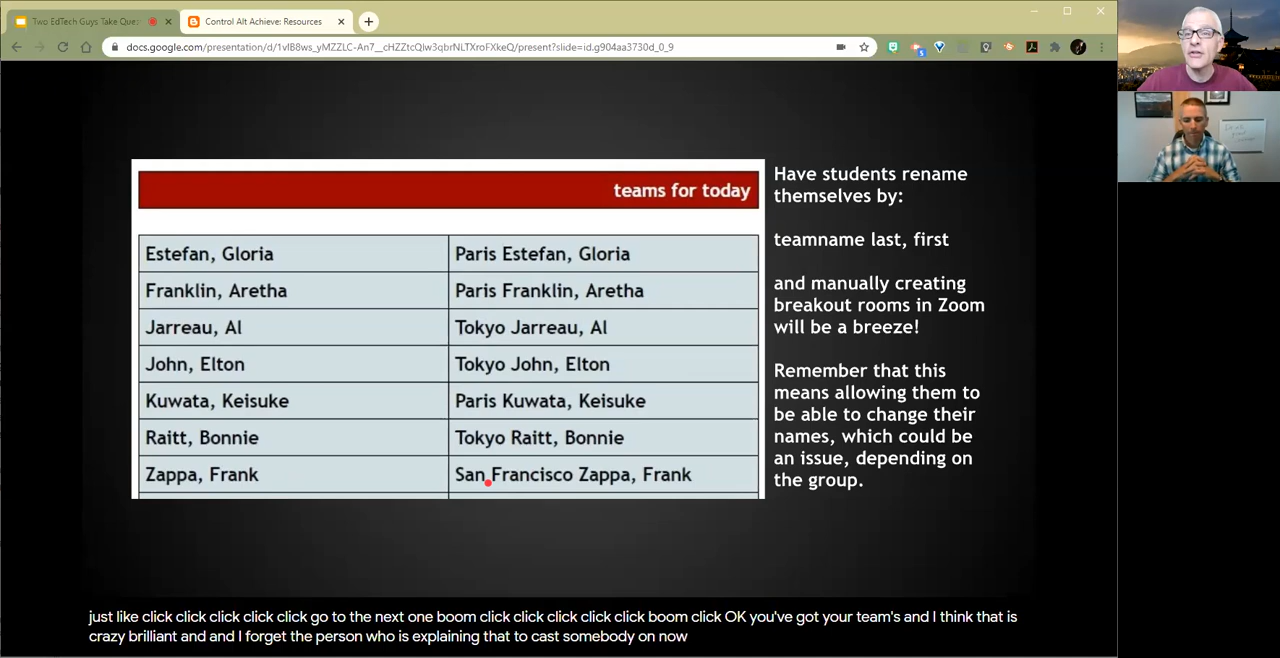 Two EdTech Guys Take Que
Control Alt Achieve: Resources
docs.google.com/presentation/d/1vIB8ws_yMZZLC-An7__cHZZtcQIw3qbrNLTXroFXkeQ/present?slide=id.g904aa3730d_0_9
teams for today
Estefan, Gloria Paris Estefan, Gloria
Franklin, Aretha Paris Franklin, Aretha
Jarreau, Al Tokyo Jarreau, Al
John, Elton Tokyo John, Elton
Kuwata, Keisuke Paris Kuwata, Keisuke
Raitt, Bonnie Tokyo Raitt, Bonnie
Zappa, Frank San Francisco Zappa, Frank
Have students rename
themselves by:
teamname last, first
and manually creating
breakout rooms in Zoom
will be a breeze!
Remember that this
means allowing them to
be able to change their
names, which could be
an issue, depending on
the group.
just like click click click click click go to the next one boom click click click click click boom click OK you've got your team's and I think that is
crazy brilliant and and I forget the person who is explaining that to cast somebody on now